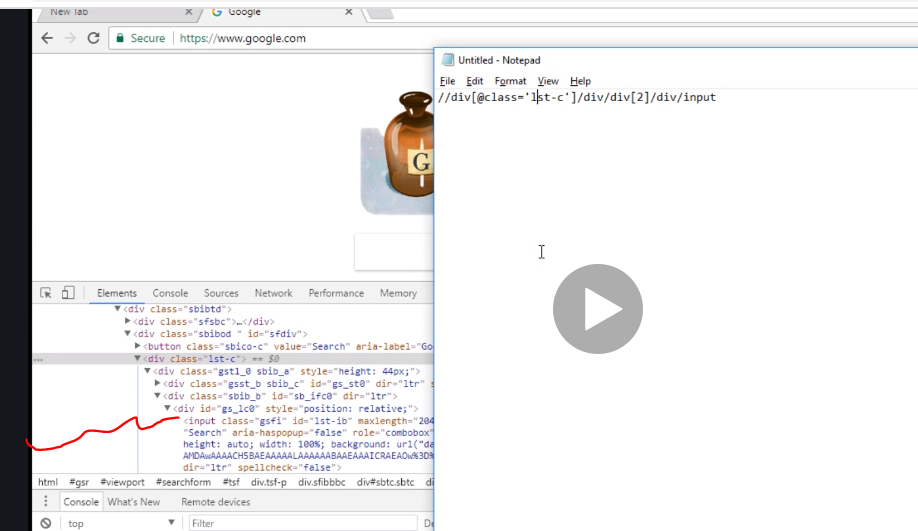 New Tab
Google
Secure https://www.google.com
Untitled - Notepad
File Edit Format View Help
//div[@class='lst-c']/div/div[2]/div/input
G
Elements Console Sources Network Performance Memory
▼<div class="sbibtd">
▶<div class="sfsbc">…</div>
▼<div class="sbibod " id="sfdiv">
▶<button class="sbico-c" value="Search" aria-label="Go
▼<div class="lst-c"> == $0
▼<div class="gstl_0 sbib_a" style="height: 44px;">
▶<div class="gsst_b sbib_c" id="gs_st0" dir="ltr" s
▼<div class="sbib_b" id="sb_ifc0" dir="ltr">
▼<div id="gs_lc0" style="position: relative;">
<input class="gsfi" id="lst-ib" maxlength="204
"Search" aria-haspopup="false" role="combobox"
height: auto; width: 100%; background: url("da
AMDAwAAAACH5BAEAAAAALAAAAAABAAEAAAICRAEAOw%3D%
dir="ltr" spellcheck="false">
html #gsr #viewport #searchform #tsf div.tsf-p div.sfibbbc div#sbtc.sbtc di
Console What's New Remote devices
top Filter De